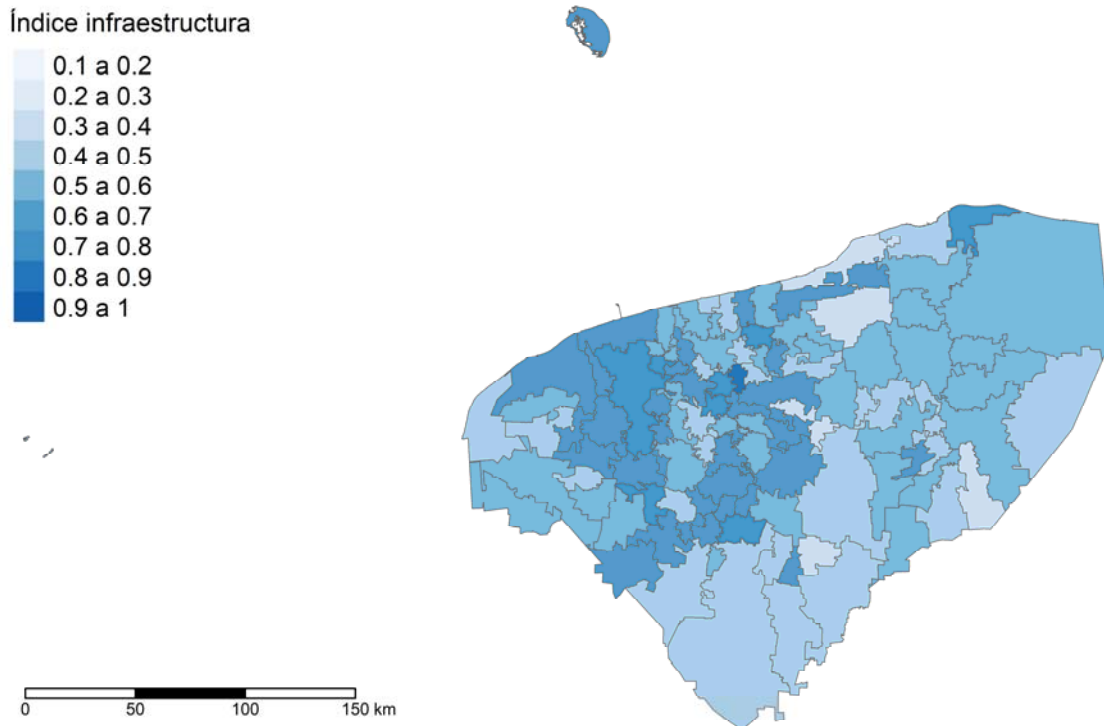 Índice infraestructura
0.1 a 0.2
0.2 a 0.3
0.3 a 0.4
0.4 a 0.5
0.5 a 0.6
0.6 a 0.7
0.7 a 0.8
0.8 a 0.9
0.9 a 1
0 50 100 150 km